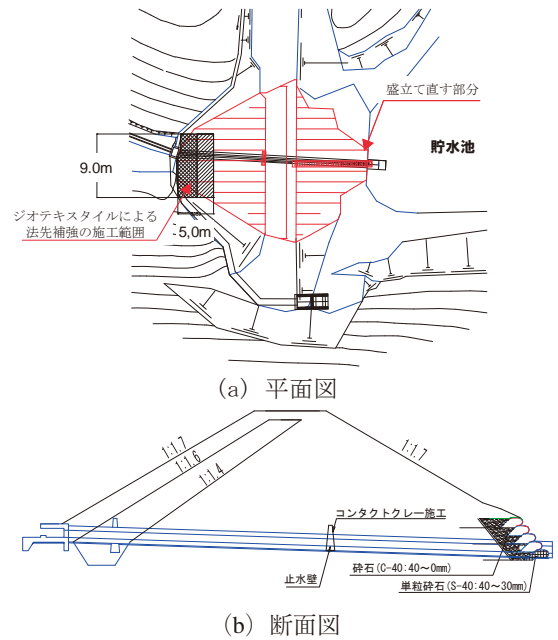 盛立て直す部分
貯水池
9.0m
ジオテキスタイルによる
法先補強の施工範囲
5,0m
(a) 平面図
1:1.7
1:1.6
1:1.4
1:1.7
コンタクトクレー施工
止水壁
砕石(C-40:40～0mm)
単粒砕石(S-40:40～30mm)
(b) 断面図